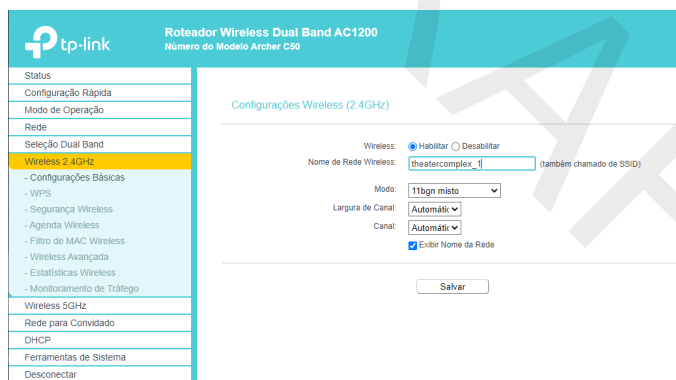 tp-link
Roteador Wireless Dual Band AC1200
Número do Modelo Archer C50
Status
Configuração Rápida
Modo de Operação
Rede
Seleção Dual Band
Wireless 2.4GHz
- Configurações Básicas
- WPS
- Segurança Wireless
- Agenda Wireless
- Filtro de MAC Wireless
- Wireless Avançada
- Estatísticas Wireless
- Monitoramento de Tráfego
Wireless 5GHz
Rede para Convidado
DHCP
Ferramentas de Sistema
Desconectar
Configurações Wireless (2.4GHz)
Wireless: Habilitar Desabilitar
Nome de Rede Wireless: theatercomplex_1 (também chamado de SSID)
Modo: 11bgn misto
Largura de Canal: Automátic
Canal: Automátic
Exibir Nome da Rede
Salvar